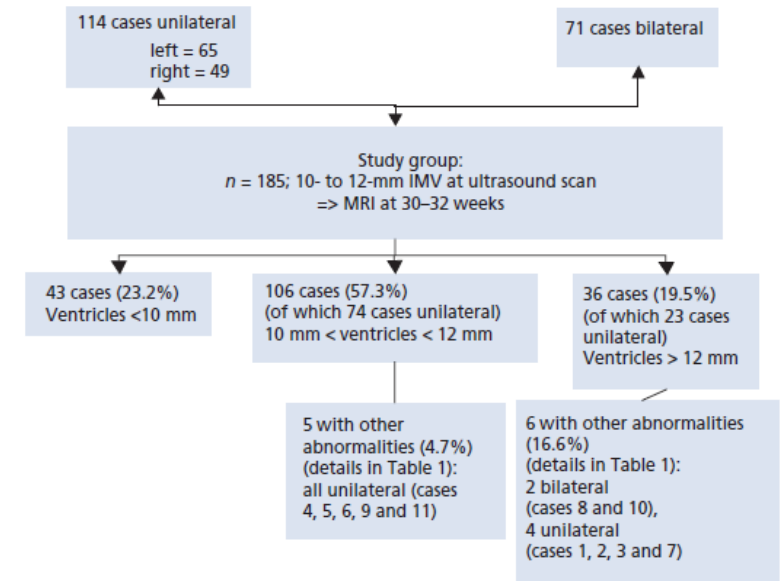 114 cases unilateral
left = 65
right = 49
71 cases bilateral
Study group:
n = 185; 10- to 12-mm IMV at ultrasound scan
=> MRI at 30–32 weeks
43 cases (23.2%)
Ventricles <10 mm
106 cases (57.3%)
(of which 74 cases unilateral)
10 mm < ventricles < 12 mm
36 cases (19.5%)
(of which 23 cases
unilateral)
Ventricles > 12 mm
5 with other
abnormalities (4.7%)
(details in Table 1):
all unilateral (cases
4, 5, 6, 9 and 11)
6 with other abnormalities
(16.6%)
(details in Table 1):
2 bilateral
(cases 8 and 10),
4 unilateral
(cases 1, 2, 3 and 7)